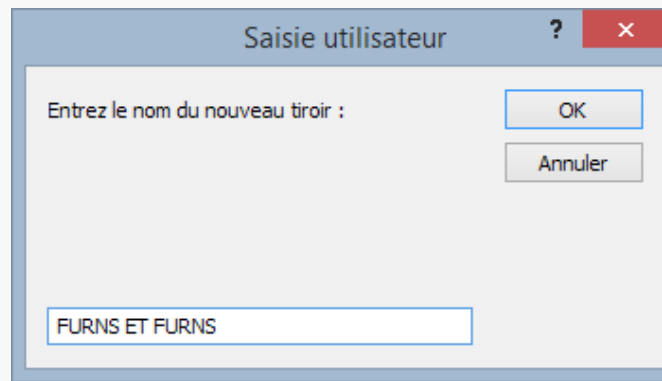 Saisie utilisateur
?
×
Entrez le nom du nouveau tiroir :
OK
Annuler
FURNS ET FURNS